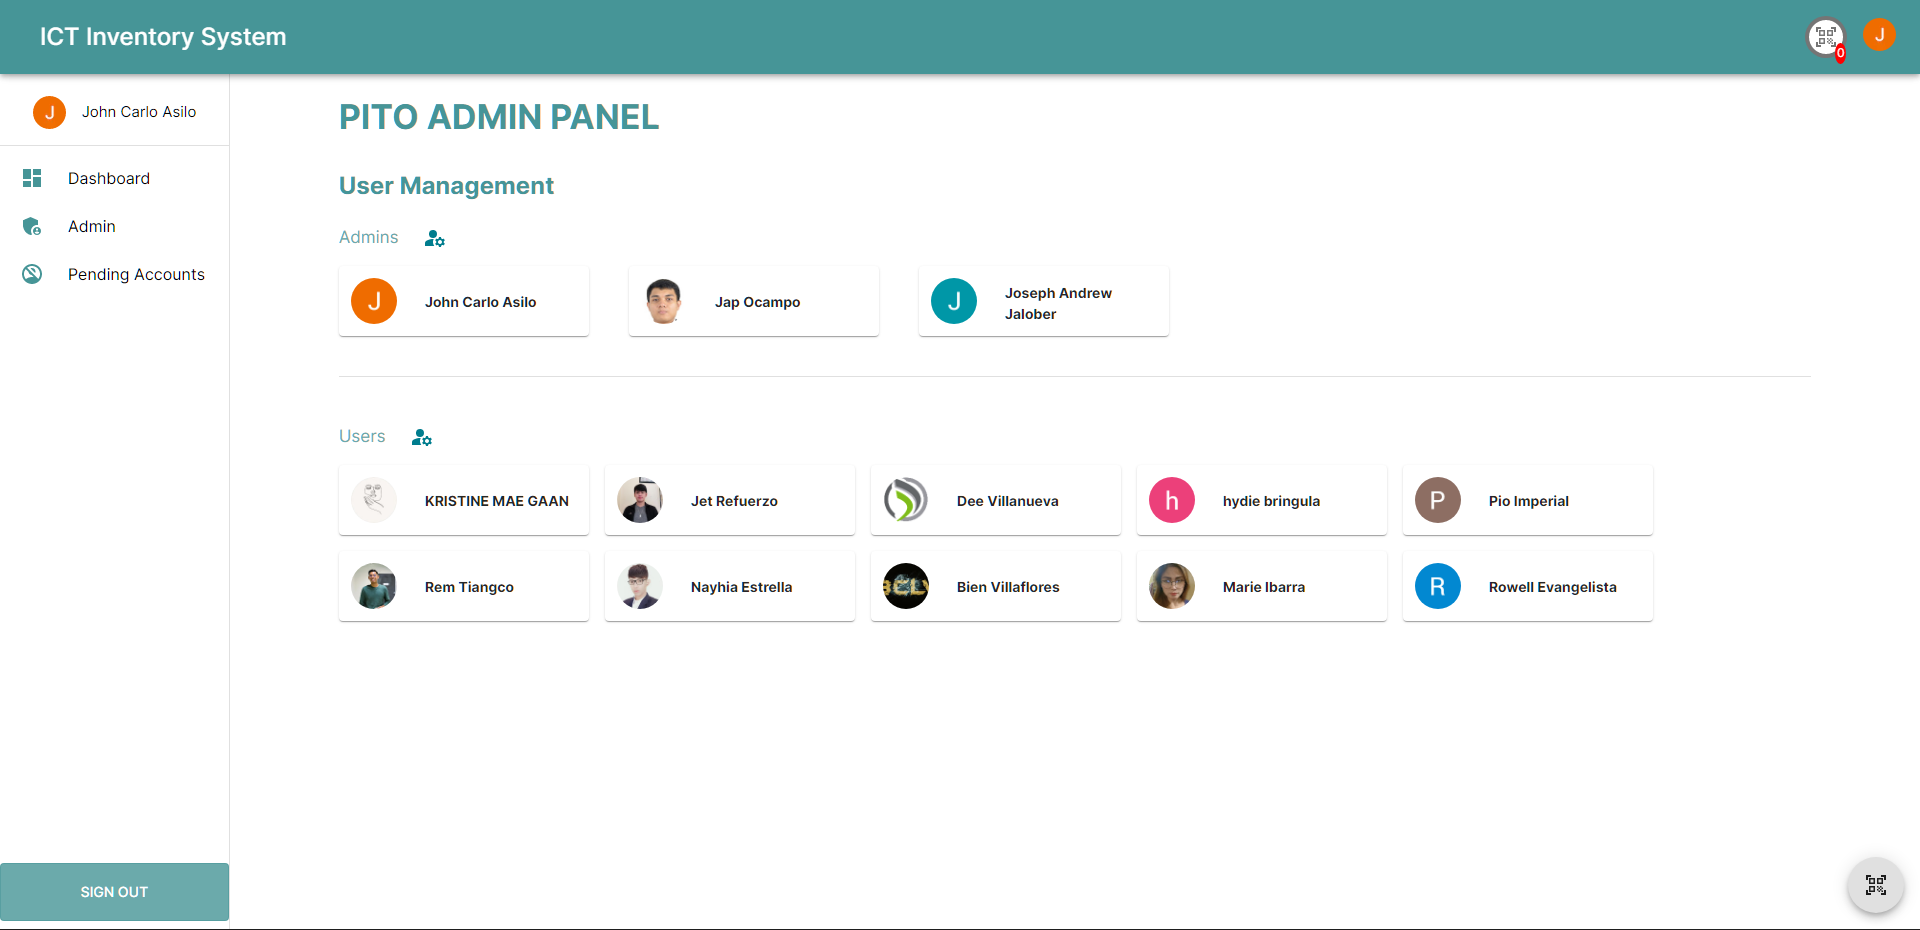 ICT Inventory System
0
J
J
John Carlo Asilo
Dashboard
Admin
Pending Accounts
SIGN OUT
PITO ADMIN PANEL
User Management
Admins
J
John Carlo Asilo
Jap Ocampo
J
Joseph Andrew
Jalober
Users
KRISTINE MAE GAAN
Jet Refuerzo
Dee Villanueva
h
hydie bringula
P
Pio Imperial
Rem Tiangco
Nayhia Estrella
Bien Villaflores
Marie Ibarra
R
Rowell Evangelista